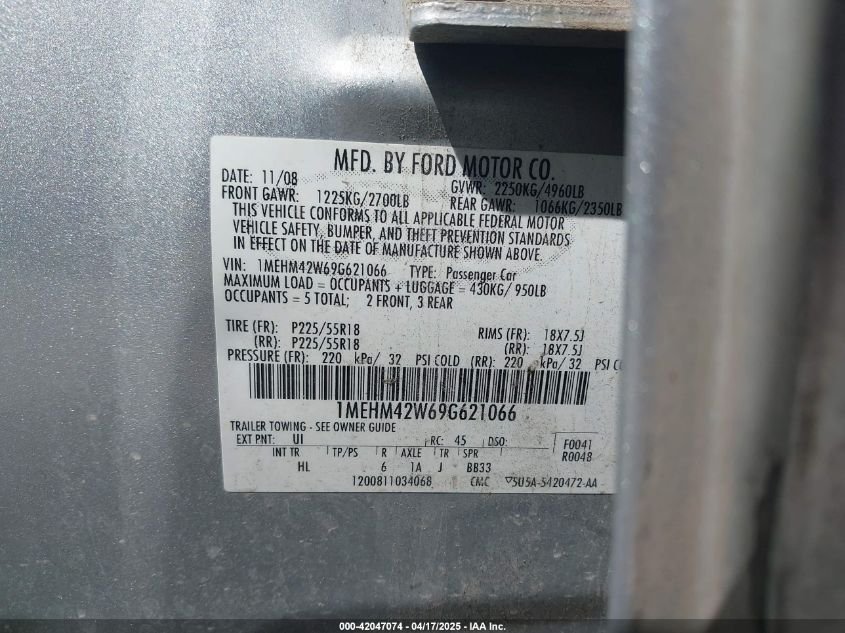 MFD. BY FORD MOTOR CO.
DATE: 11/08 GVWR: 2250KG/4960LB
FRONT GAWR: 1225KG/2700LB REAR GAWR: 1066KG/2350LB
THIS VEHICLE CONFORMS TO ALL APPLICABLE FEDERAL MOTOR
VEHICLE SAFETY, BUMPER, AND THEFT PREVENTION STANDARDS
IN EFFECT ON THE DATE OF MANUFACTURE SHOWN ABOVE.
VIN: 1MEHM42W69G621066 TYPE: Passenger Car
MAXIMUM LOAD = OCCUPANTS + LUGGAGE = 430KG/ 950LB
OCCUPANTS = 5 TOTAL; 2 FRONT, 3 REAR
TIRE (FR): P225/55R18 RIMS (FR): 18X7.5J
(RR): P225/55R18 (RR): 18X7.5J
PRESSURE (FR): 220 kPa/ 32 PSI COLD (RR): 220 kPa/ 32 PSI
1MEHM42W69G621066
TRAILER TOWING - SEE OWNER GUIDE
EXT PNT: UI RC: 45 DSO: F0041
INT TR TP/PS R AXLE TR SPR R0048
HL 6 1A J BB33
1200811034068 CMC 5U5A-5420472-AA
000-42047074 - 04/17/2025 - IAA Inc.